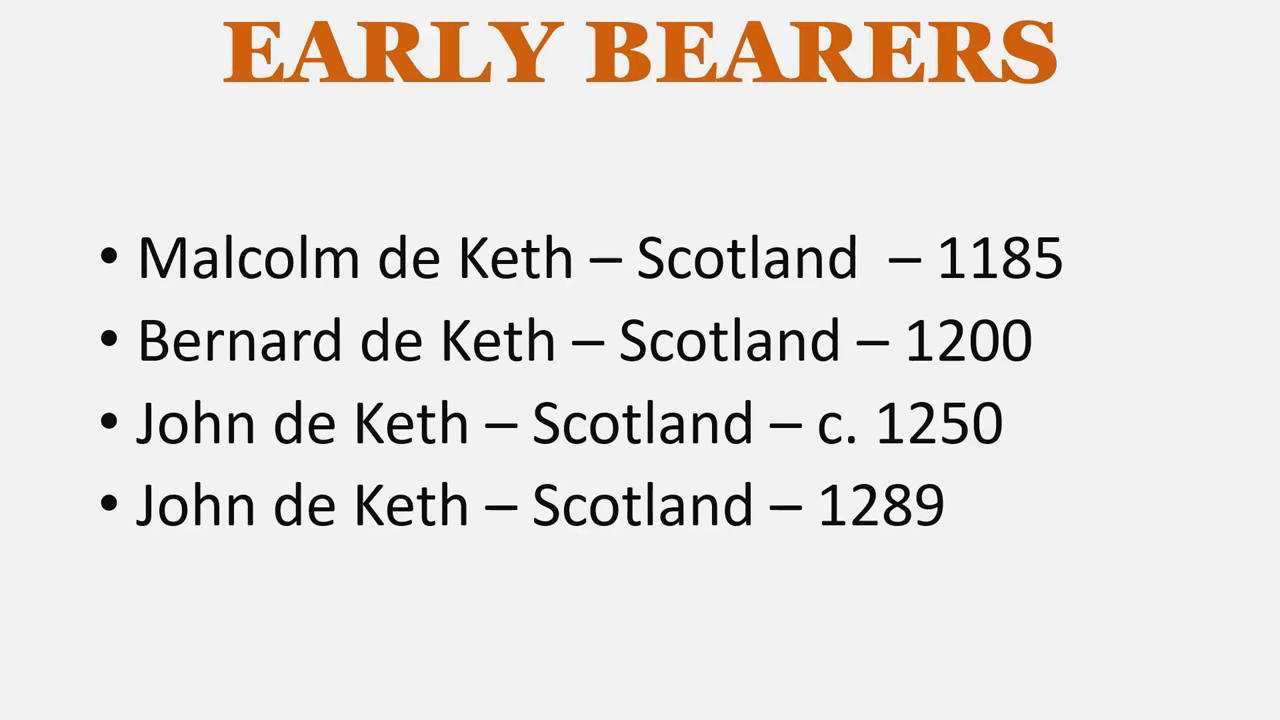 EARLY BEARERS
• Malcolm de Keth – Scotland – 1185
• Bernard de Keth – Scotland – 1200
• John de Keth – Scotland – c. 1250
• John de Keth – Scotland – 1289